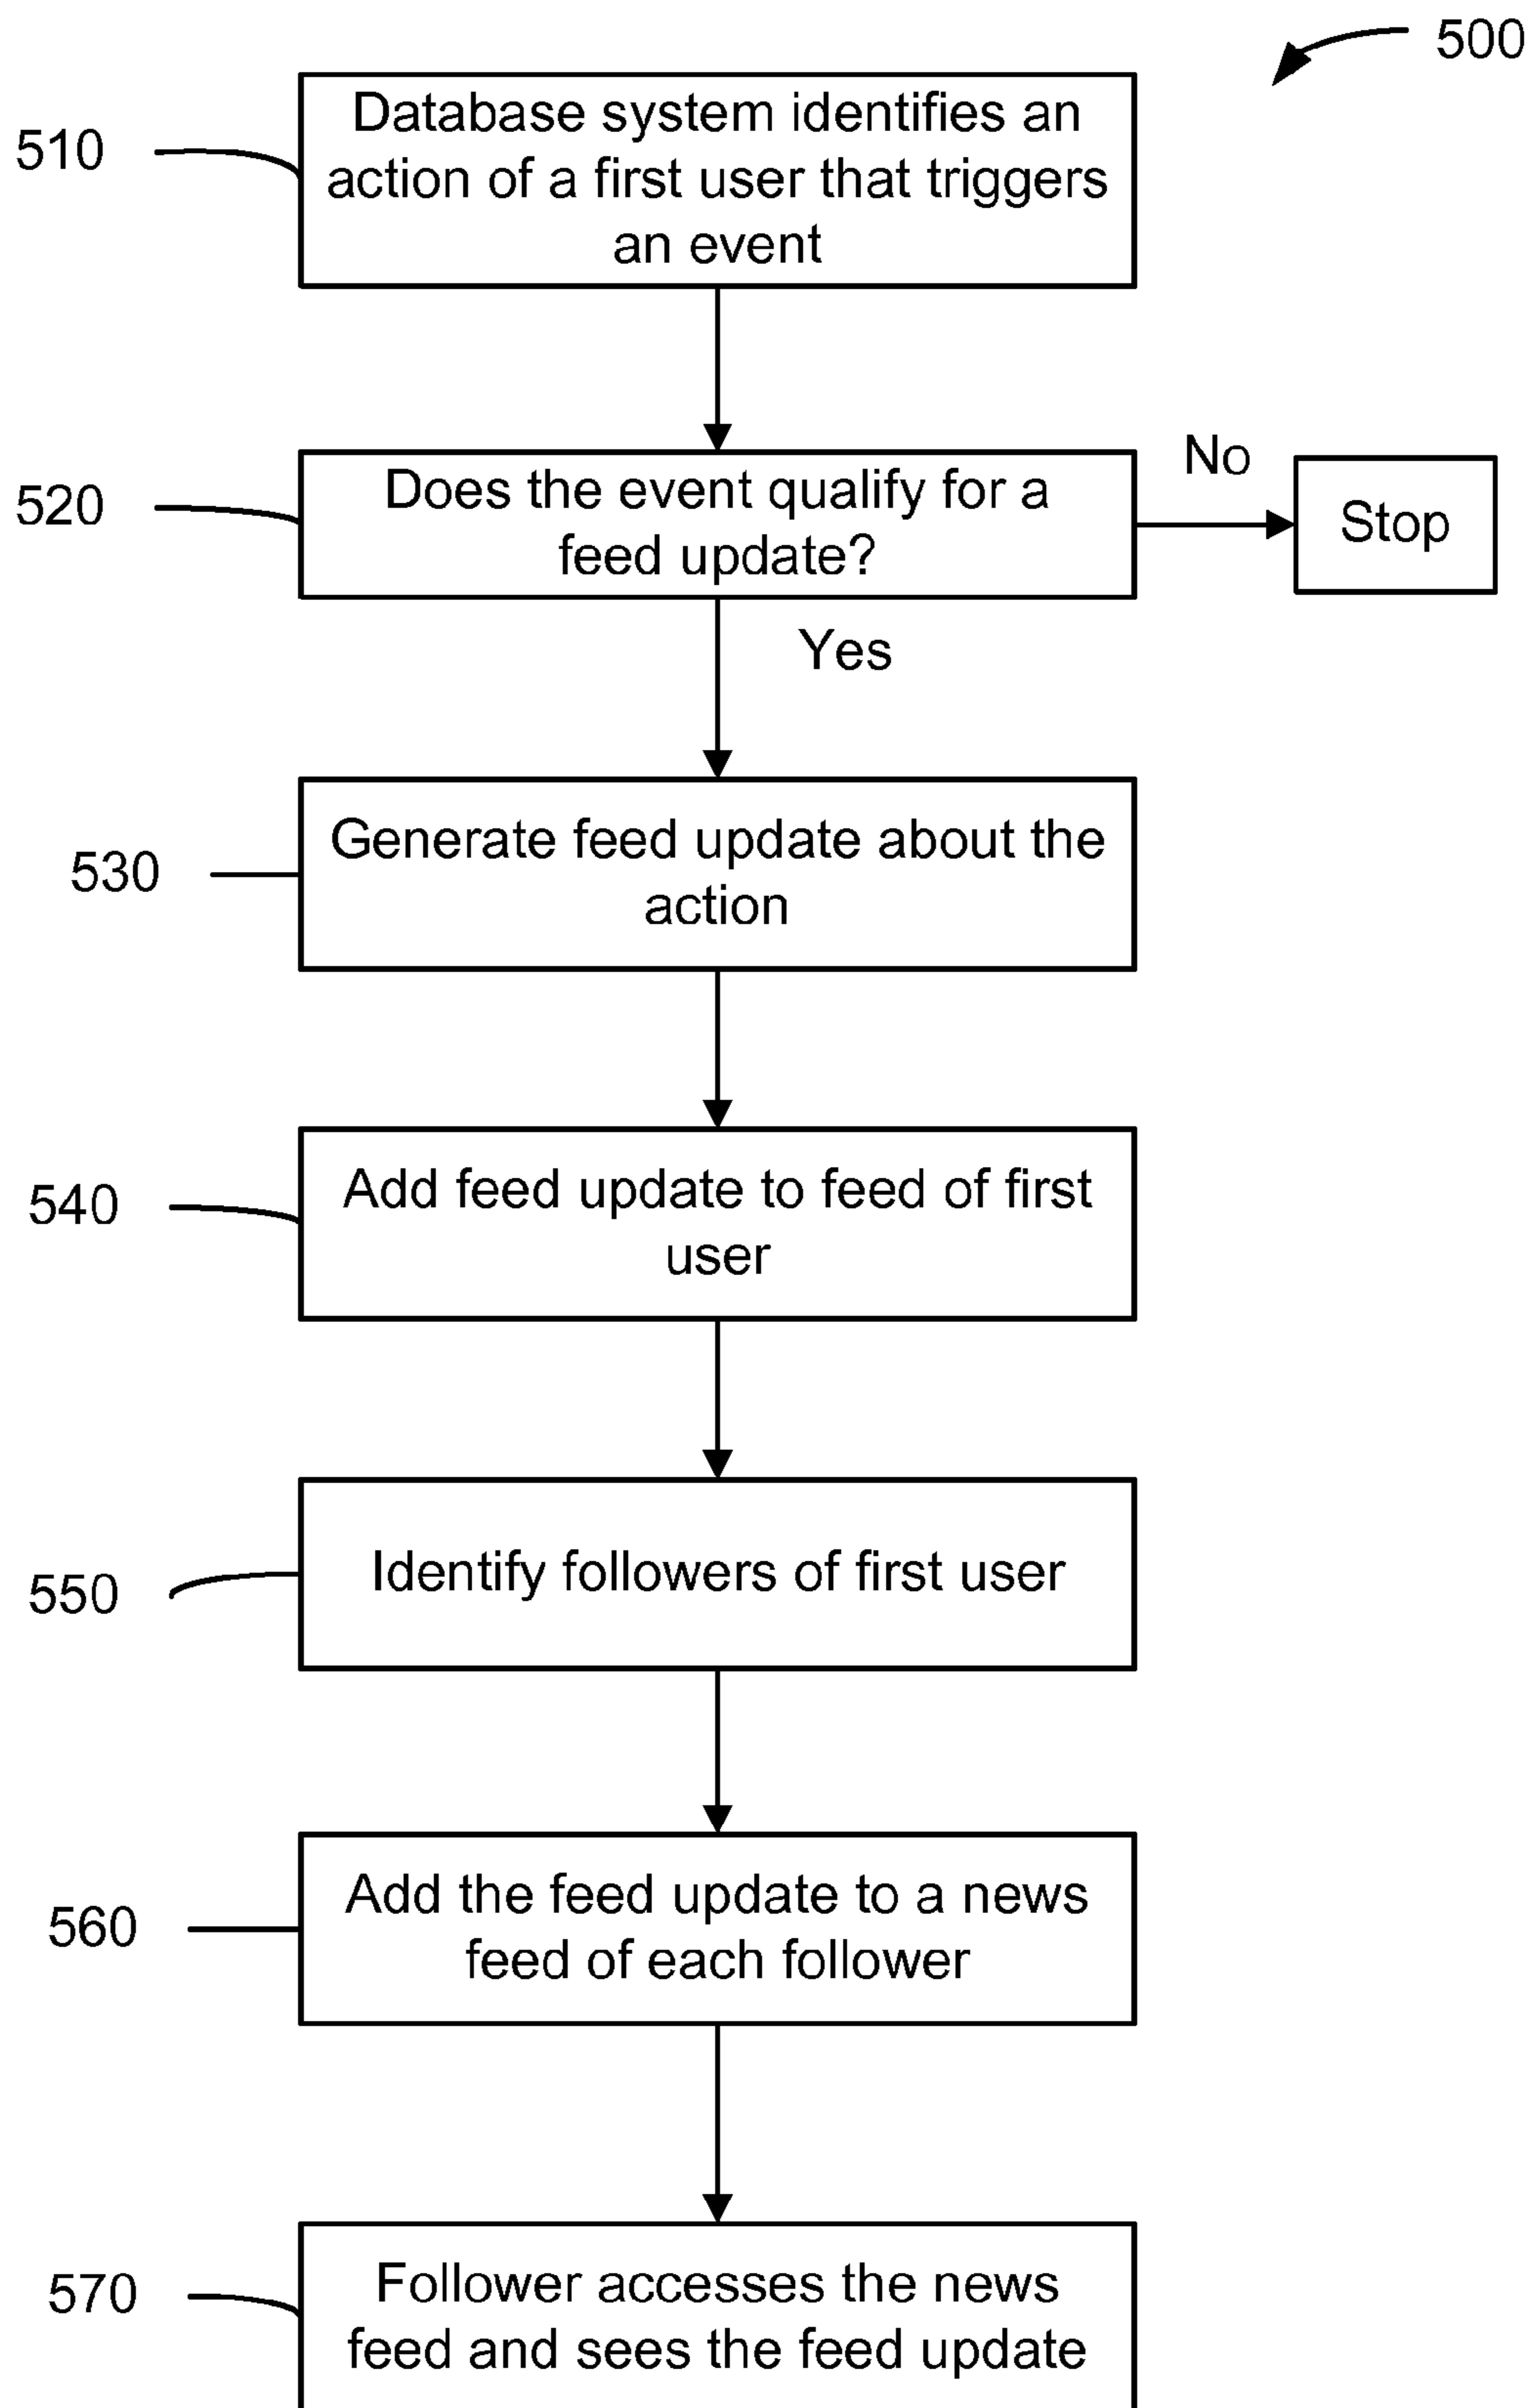 500
510
Database system identifies an
action of a first user that triggers
an event
520
Does the event qualify for a
feed update?
No
Stop
Yes
530
Generate feed update about the
action
540
Add feed update to feed of first
user
550
Identify followers of first user
560
Add the feed update to a news
feed of each follower
570
Follower accesses the news
feed and sees the feed update